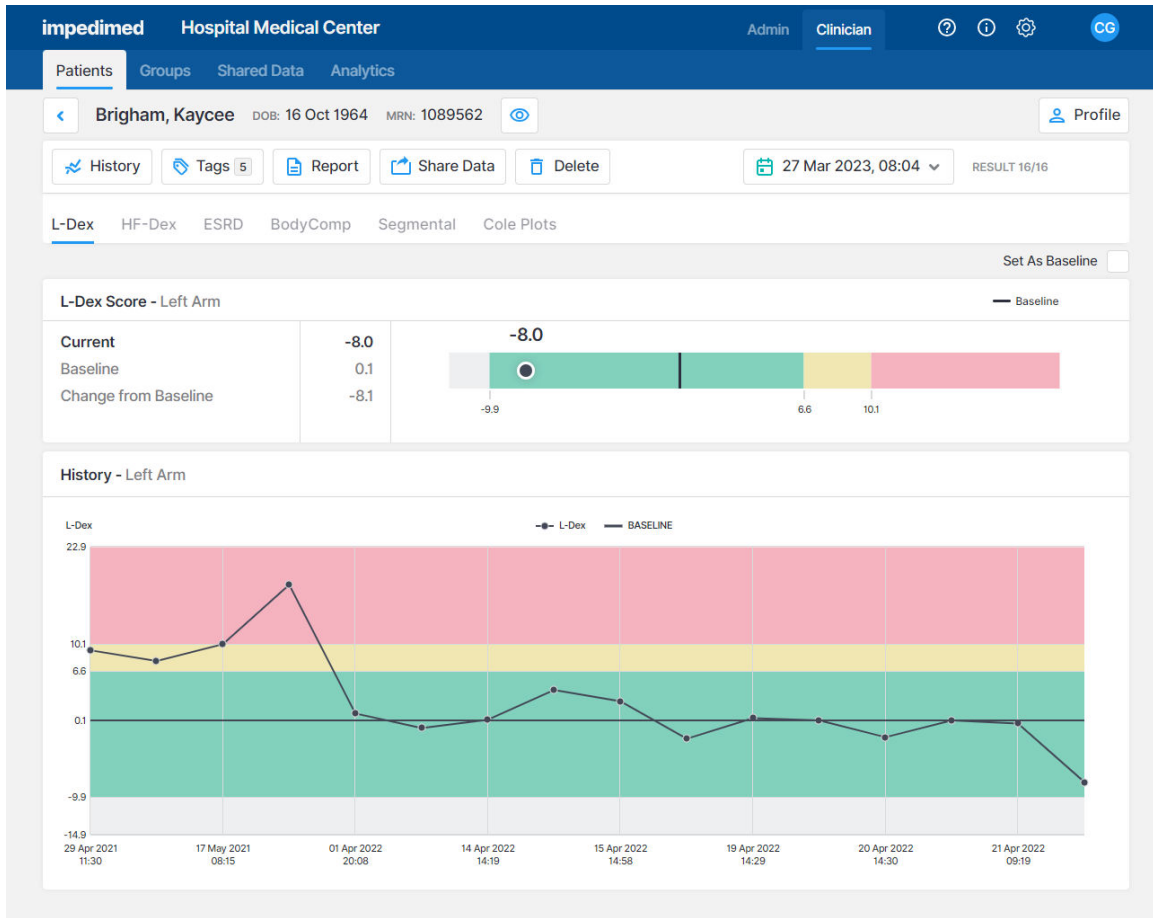 impedimed Hospital Medical Center Admin Clinician CG
Patients Groups Shared Data Analytics
Brigham, Kaycee DOB: 16 Oct 1964 MRN: 1089562 Profile
History Tags 5 Report Share Data Delete 27 Mar 2023, 08:04 RESULT 16/16
L-Dex HF-Dex ESRD BodyComp Segmental Cole Plots
Set As Baseline
L-Dex Score - Left Arm Baseline
Current -8.0 -8.0
Baseline 0.1
Change from Baseline -8.1
-9.9 6.6 10.1
History - Left Arm
L-Dex L-Dex BASELINE
22.9
10.1
6.6
0.1
-9.9
-14.9
29 Apr 2021 17 May 2021 01 Apr 2022 14 Apr 2022 15 Apr 2022 19 Apr 2022 20 Apr 2022 21 Apr 2022
11:30 08:15 20:08 14:19 14:58 14:29 14:30 09:19